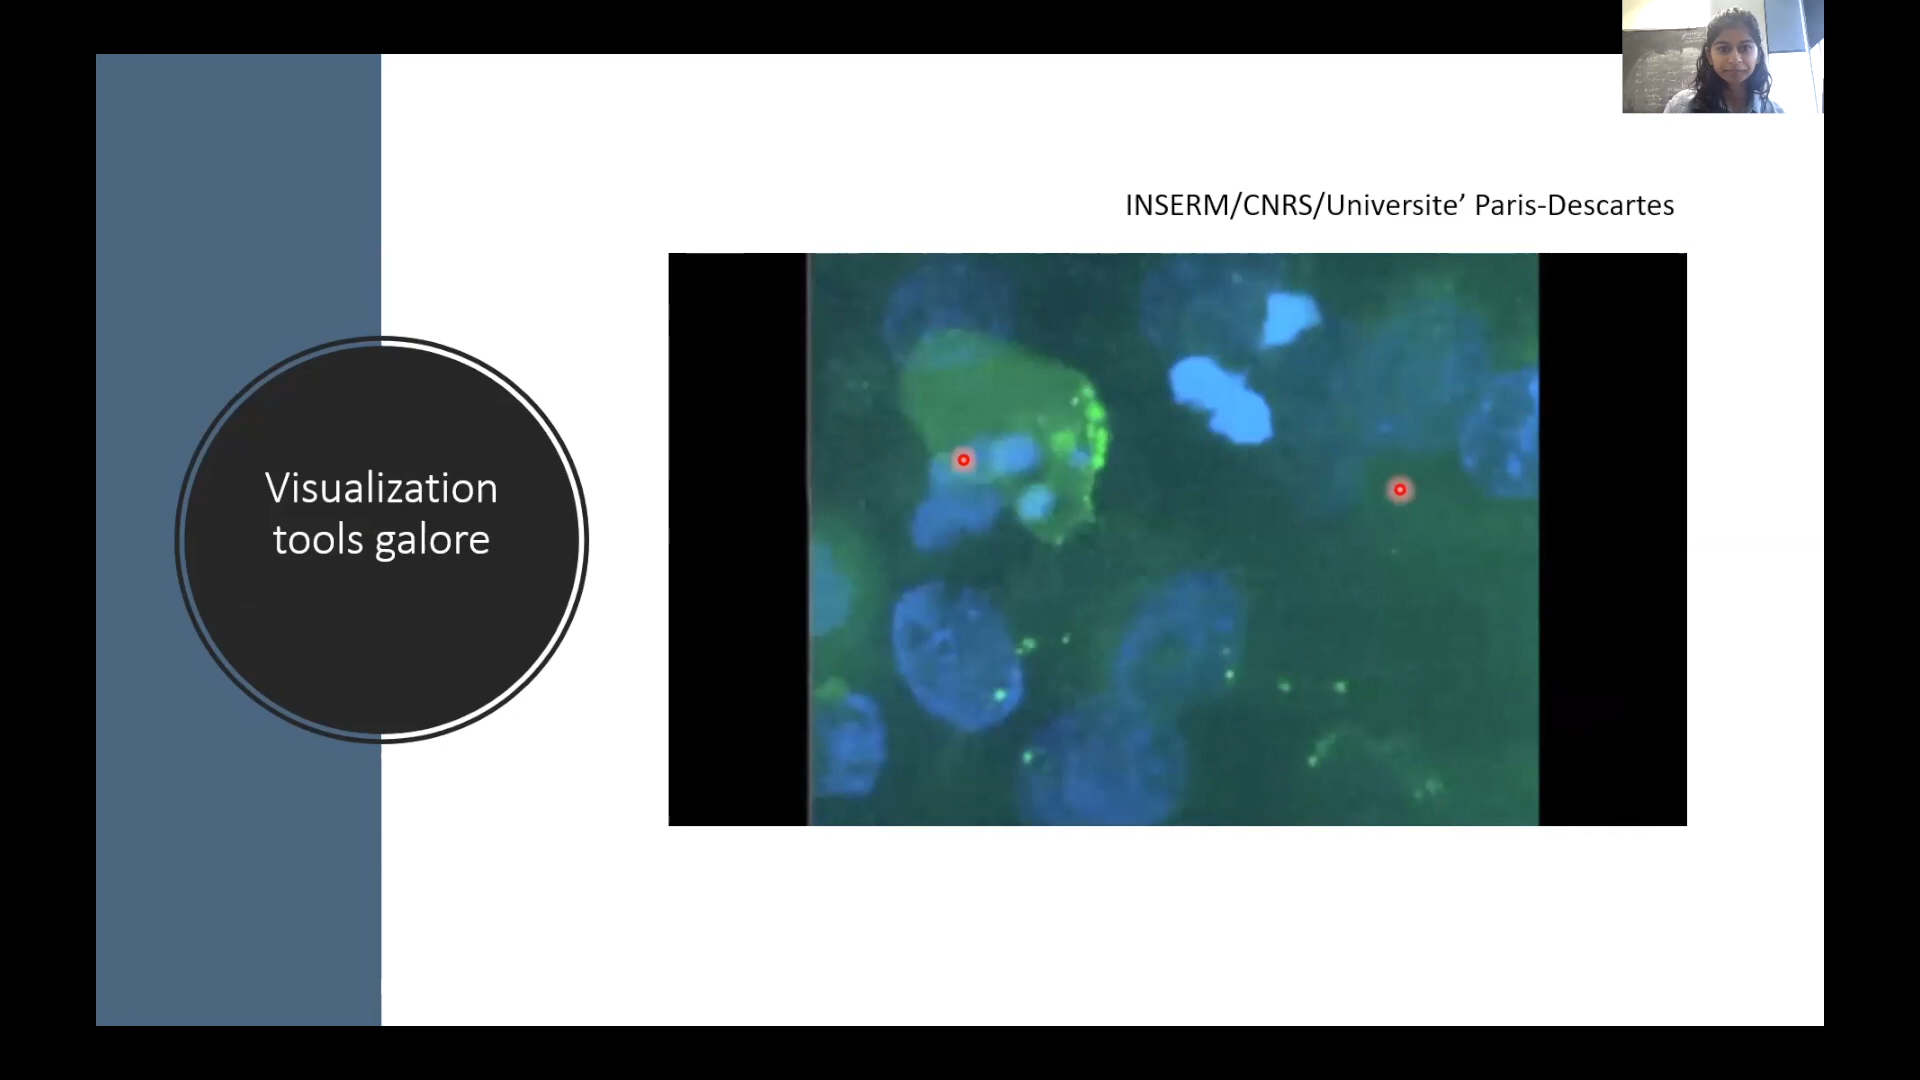 INSERM/CNRS/Universite’ Paris-Descartes
Visualization
tools galore